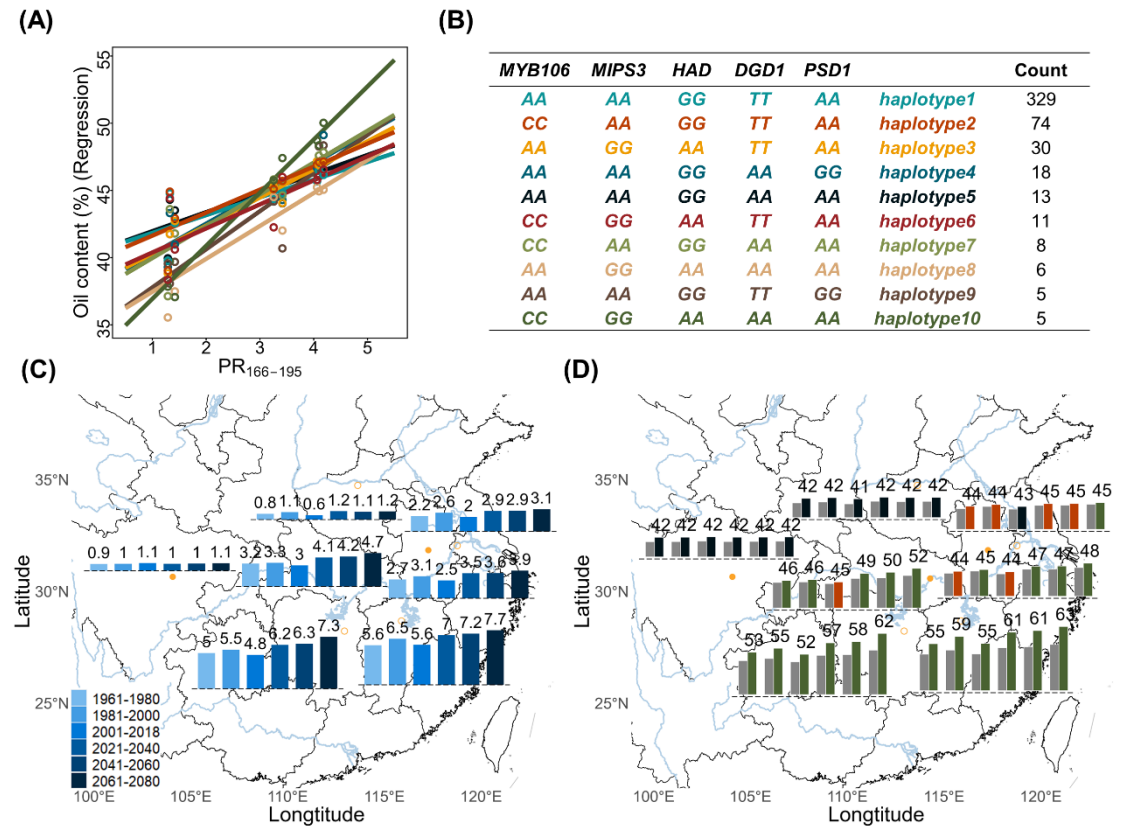 (A)
Oil content (%) (Regression)
55
50
45
40
35
1 2 3 4 5
PR166−195
(B)
MYB106 MIPS3 HAD DGD1 PSD1 Count
AA AA GG TT AA haplotype1 329
CC AA GG TT AA haplotype2 74
AA GG AA TT AA haplotype3 30
AA AA GG AA GG haplotype4 18
AA AA GG AA AA haplotype5 13
CC GG AA TT AA haplotype6 11
CC AA GG AA AA haplotype7 8
AA GG AA AA AA haplotype8 6
AA AA GG TT GG haplotype9 5
CC GG AA AA AA haplotype10 5
(C)
Latitude
35°N
30°N
25°N
0.8 1.1 0.6 1.2 1.1 1.2
2.2 2.6 2 2.9 2.9 3.1
0.9 1 1.1 1 1 1.1
3.2 3.3 3 4.1 4.2 4.7
2.7 3.1 2.5 3.5 3.6 3.9
5 5.5 4.8 6.2 6.3 7.3
5.6 6.5 5.6 7 7.2 7.7
1961-1980
1981-2000
2001-2018
2021-2040
2041-2060
2061-2080
100°E 105°E 110°E 115°E 120°E
Longtitude
(D)
Latitude
35°N
30°N
25°N
42 42 41 42 42 42
44 44 43 45 45 45
42 42 42 42 42 42
46 46 45 49 50 52
44 45 44 47 47 48
53 55 52 57 58 62
55 59 55 61 61
100°E 105°E 110°E 115°E 120°E
Longtitude